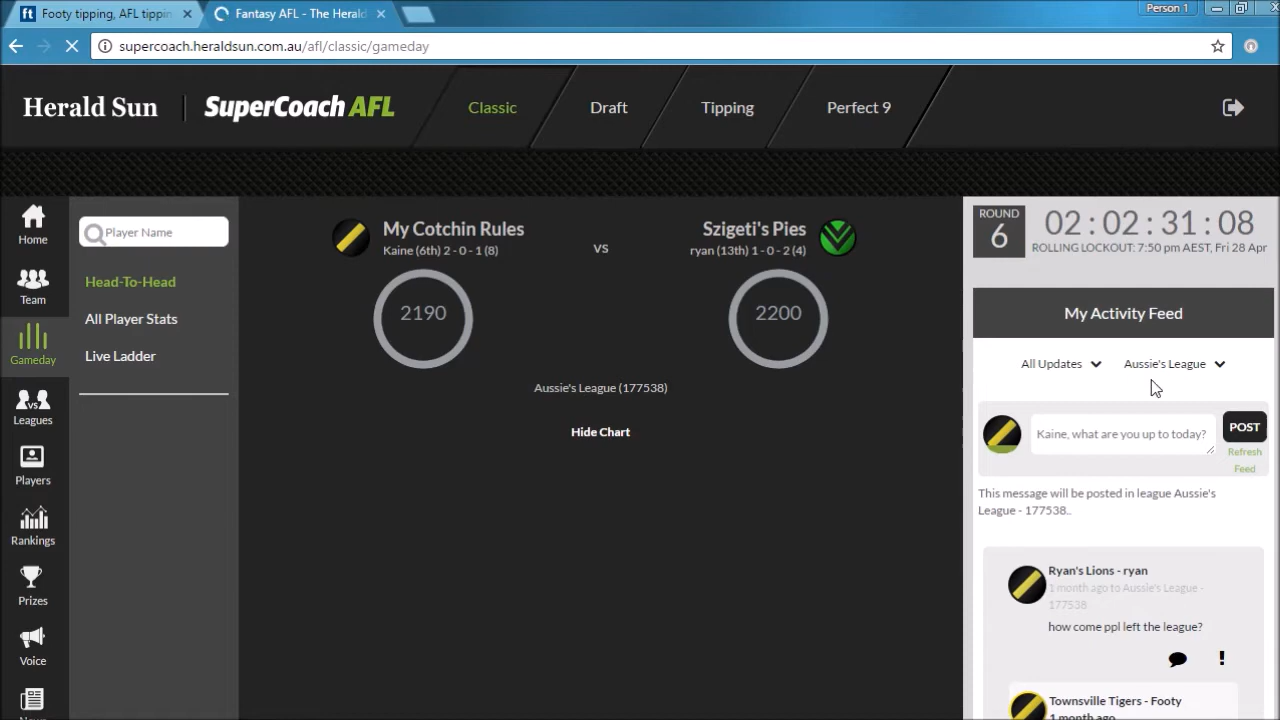 Footy tipping, AFL tippin
Fantasy AFL - The Herald
Person 1
supercoach.heraldsun.com.au/afl/classic/gameday
Herald Sun
SuperCoach AFL
Classic
Draft
Tipping
Perfect 9
Home
Team
Gameday
Leagues
Players
Rankings
Prizes
Voice
Player Name
Head-To-Head
All Player Stats
Live Ladder
My Cotchin Rules
Kaine (6th) 2 - 0 - 1 (8)
2190
vs
Szigeti's Pies
ryan (13th) 1 - 0 - 2 (4)
2200
Aussie's League (177538)
Hide Chart
ROUND
6
02 : 02 : 31 : 08
ROLLING LOCKOUT: 7:50 pm AEST, Fri 28 Apr
My Activity Feed
All Updates
Aussie's League
Kaine, what are you up to today?
POST
Refresh
Feed
This message will be posted in league Aussie's
League - 177538..
Ryan's Lions - ryan
1 month ago to Aussie's League -
177538
how come ppl left the league?
Townsville Tigers - Footy
1 month ago